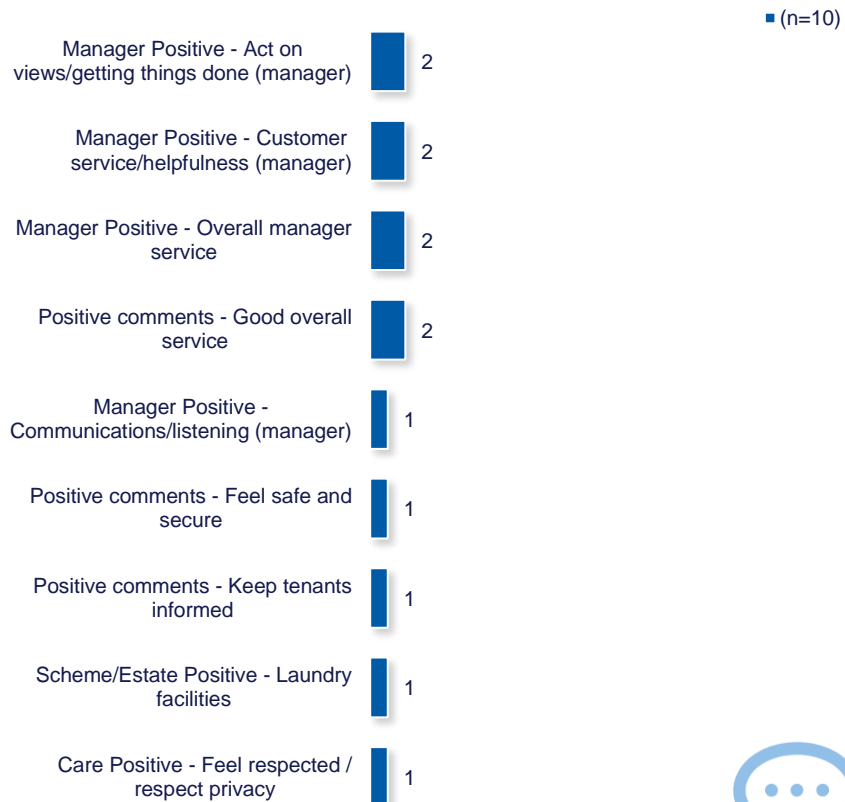 (n=10)
Manager Positive - Act on
views/getting things done (manager)
2
Manager Positive - Customer
service/helpfulness (manager)
2
Manager Positive - Overall manager
service
2
Positive comments - Good overall
service
2
Manager Positive -
Communications/listening (manager)
1
Positive comments - Feel safe and
secure
1
Positive comments - Keep tenants
informed
1
Scheme/Estate Positive - Laundry
facilities
1
Care Positive - Feel respected /
respect privacy
1